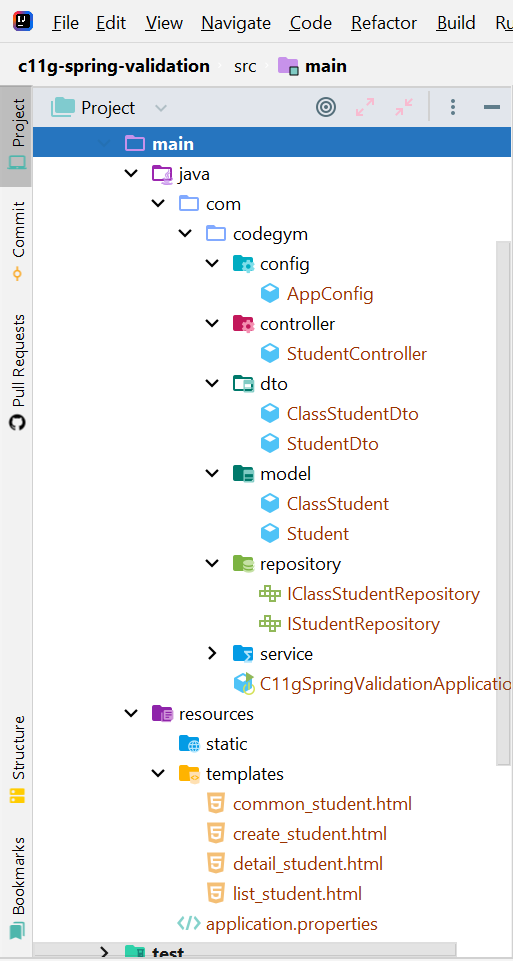 File Edit View Navigate Code Refactor Build Ru
c11g-spring-validation src main
Project
Project
main
java
com
codegym
config
AppConfig
controller
StudentController
dto
ClassStudentDto
StudentDto
model
ClassStudent
Student
repository
IClassStudentRepository
IStudentRepository
service
C11gSpringValidationApplicatio
resources
static
templates
common_student.html
create_student.html
detail_student.html
list_student.html
application.properties
test
Commit
Pull Requests
Structure
Bookmarks